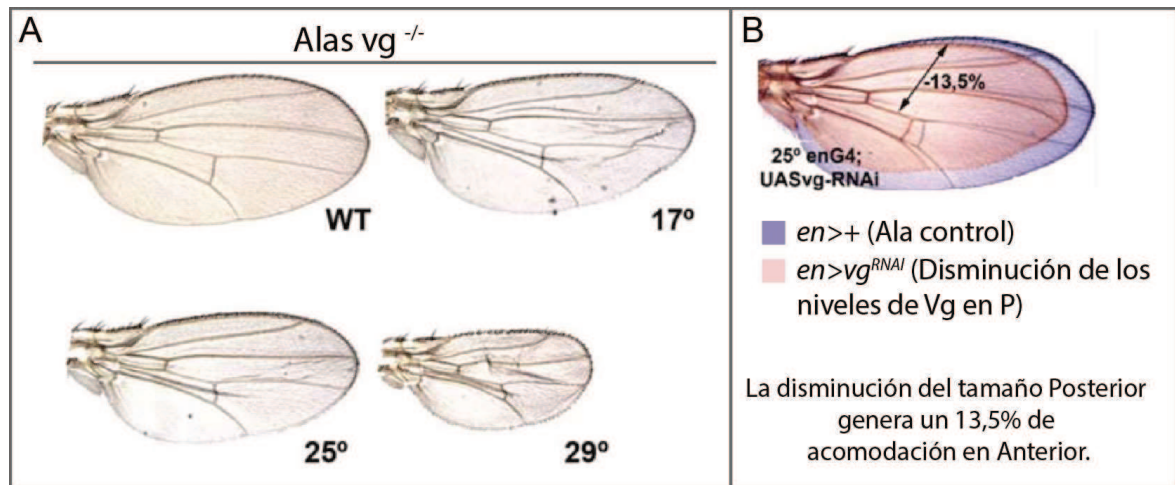 A
Alas vg -/-
WT
17º
25º
29º
B
-13,5%
25º enG4;
UASvg-RNAi
en>+ (Ala control)
en>vgRNAI (Disminución de los
niveles de Vg en P)
La disminución del tamaño Posterior
genera un 13,5% de
acomodación en Anterior.